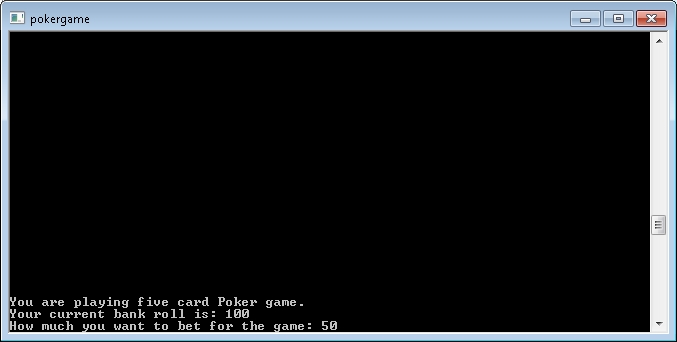 pokergame
You are playing five card Poker game.
Your current bank roll is: 100
How much you want to bet for the game: 50